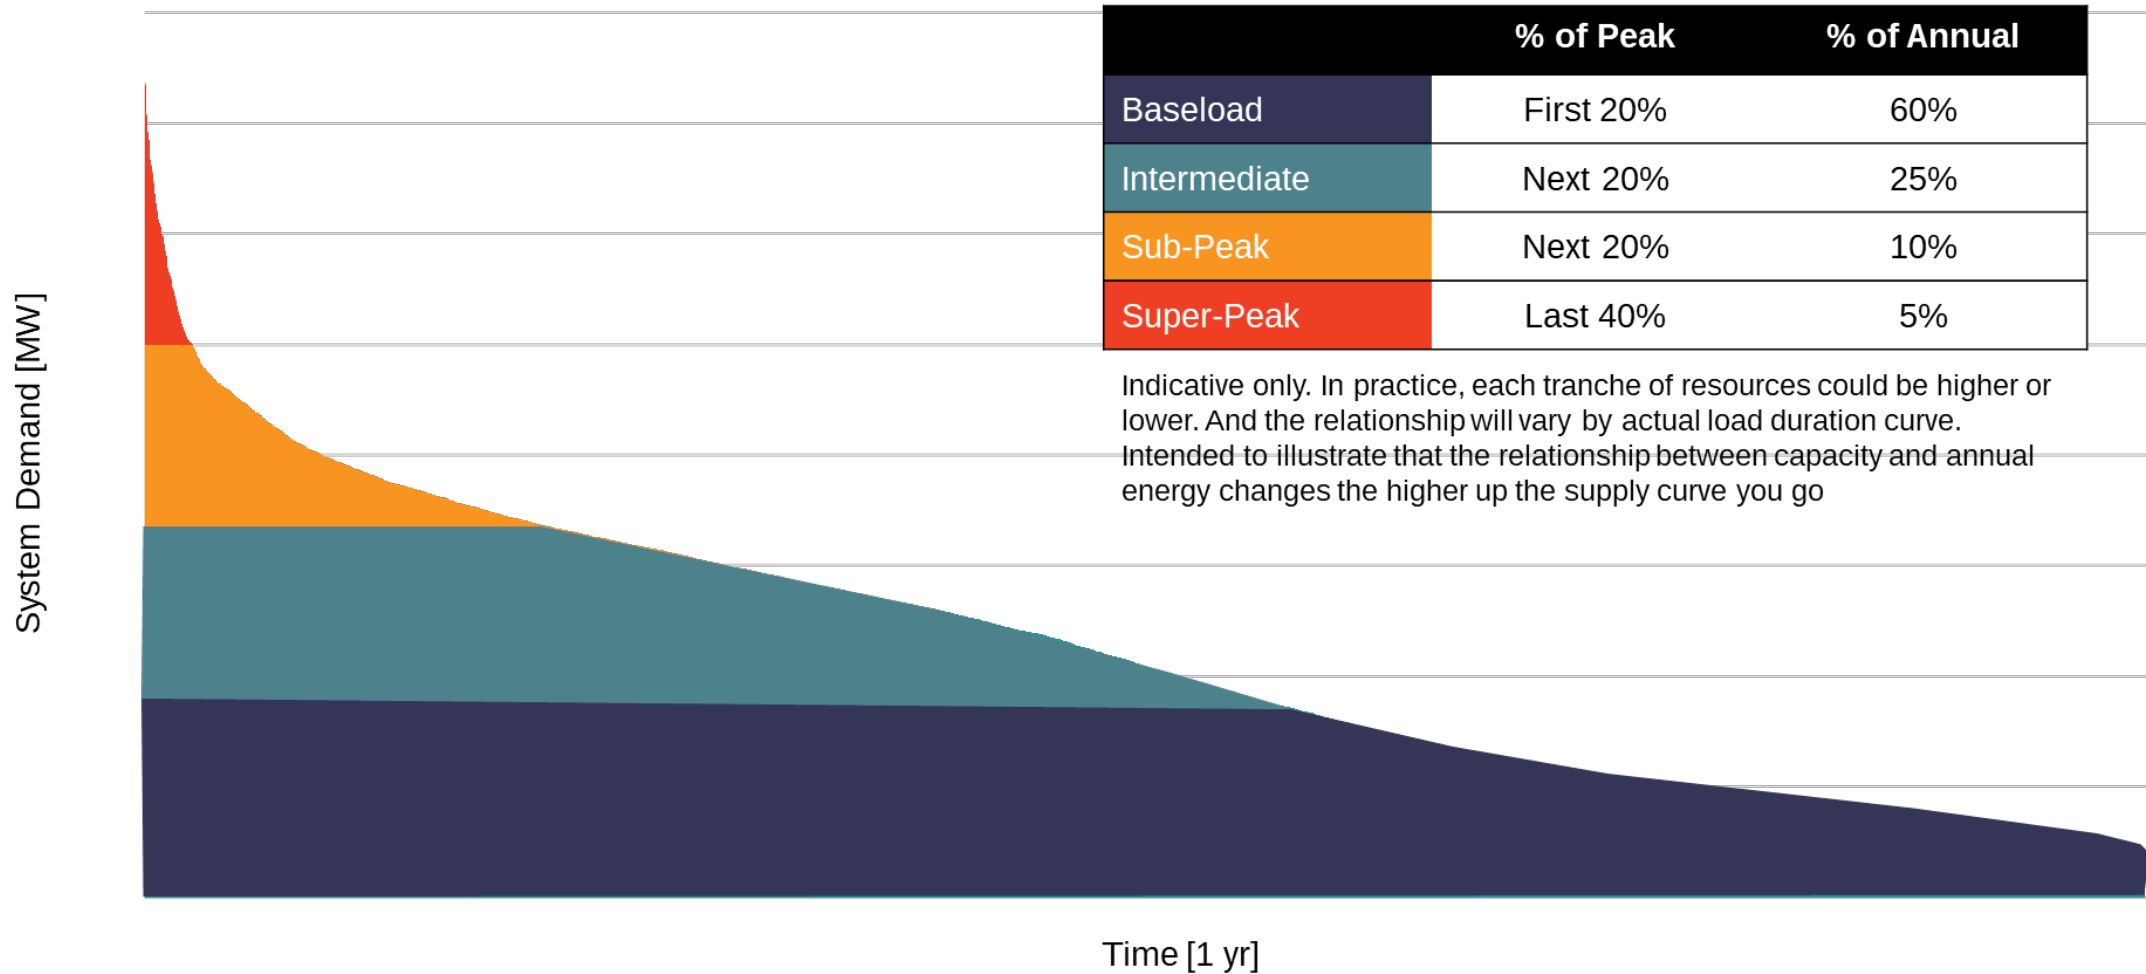 % of Peak % of Annual
Baseload First 20% 60%
Intermediate Next 20% 25%
Sub-Peak Next 20% 10%
Super-Peak Last 40% 5%
Indicative only. In practice, each tranche of resources could be higher or
lower. And the relationship will vary by actual load duration curve.
Intended to illustrate that the relationship between capacity and annual
energy changes the higher up the supply curve you go
System Demand [MW]
Time [1 yr]